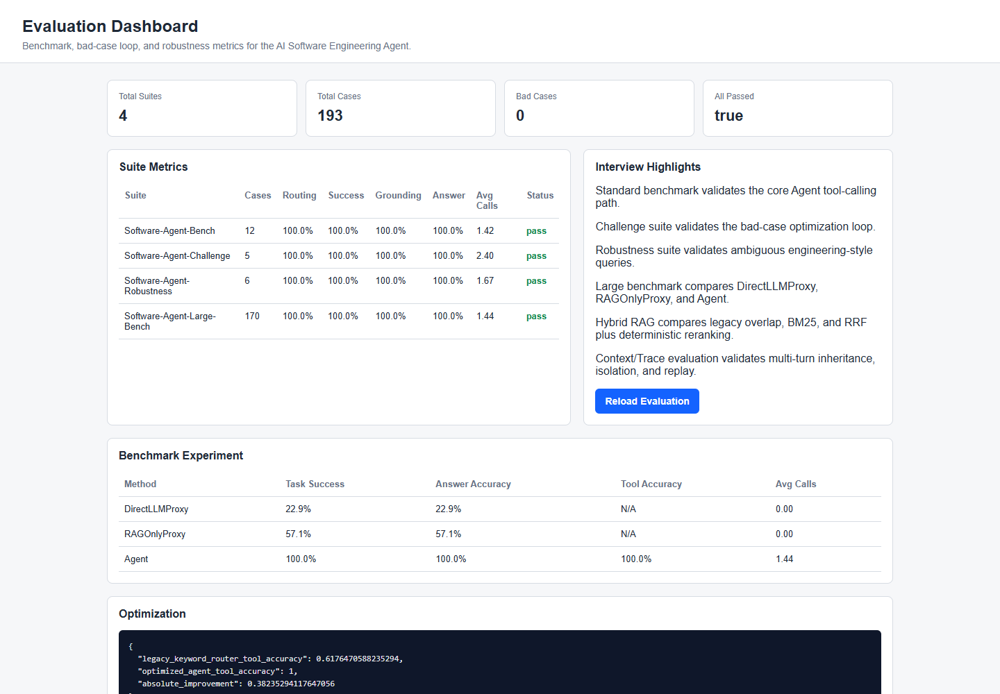 Evaluation Dashboard
Benchmark, bad-case loop, and robustness metrics for the AI Software Engineering Agent.
Total Suites
4
Total Cases
193
Bad Cases
0
All Passed
true
Suite Metrics
Suite Cases Routing Success Grounding Answer Avg Calls Status
Software-Agent-Bench 12 100.0% 100.0% 100.0% 100.0% 1.42 pass
Software-Agent-Challenge 5 100.0% 100.0% 100.0% 100.0% 2.40 pass
Software-Agent-Robustness 6 100.0% 100.0% 100.0% 100.0% 1.67 pass
Software-Agent-Large-Bench 170 100.0% 100.0% 100.0% 100.0% 1.44 pass
Interview Highlights
Standard benchmark validates the core Agent tool-calling
path.
Challenge suite validates the bad-case optimization loop.
Robustness suite validates ambiguous engineering-style
queries.
Large benchmark compares DirectLLMProxy,
RAGOnlyProxy, and Agent.
Hybrid RAG compares legacy overlap, BM25, and RRF
plus deterministic reranking.
Context/Trace evaluation validates multi-turn inheritance,
isolation, and replay.
Reload Evaluation
Benchmark Experiment
Method Task Success Answer Accuracy Tool Accuracy Avg Calls
DirectLLMProxy 22.9% 22.9% N/A 0.00
RAGOnlyProxy 57.1% 57.1% N/A 0.00
Agent 100.0% 100.0% 100.0% 1.44
Optimization
{
"legacy_keyword_router_tool_accuracy": 0.6176470588235294,
"optimized_agent_tool_accuracy": 1,
"absolute_improvement": 0.38235294117647056